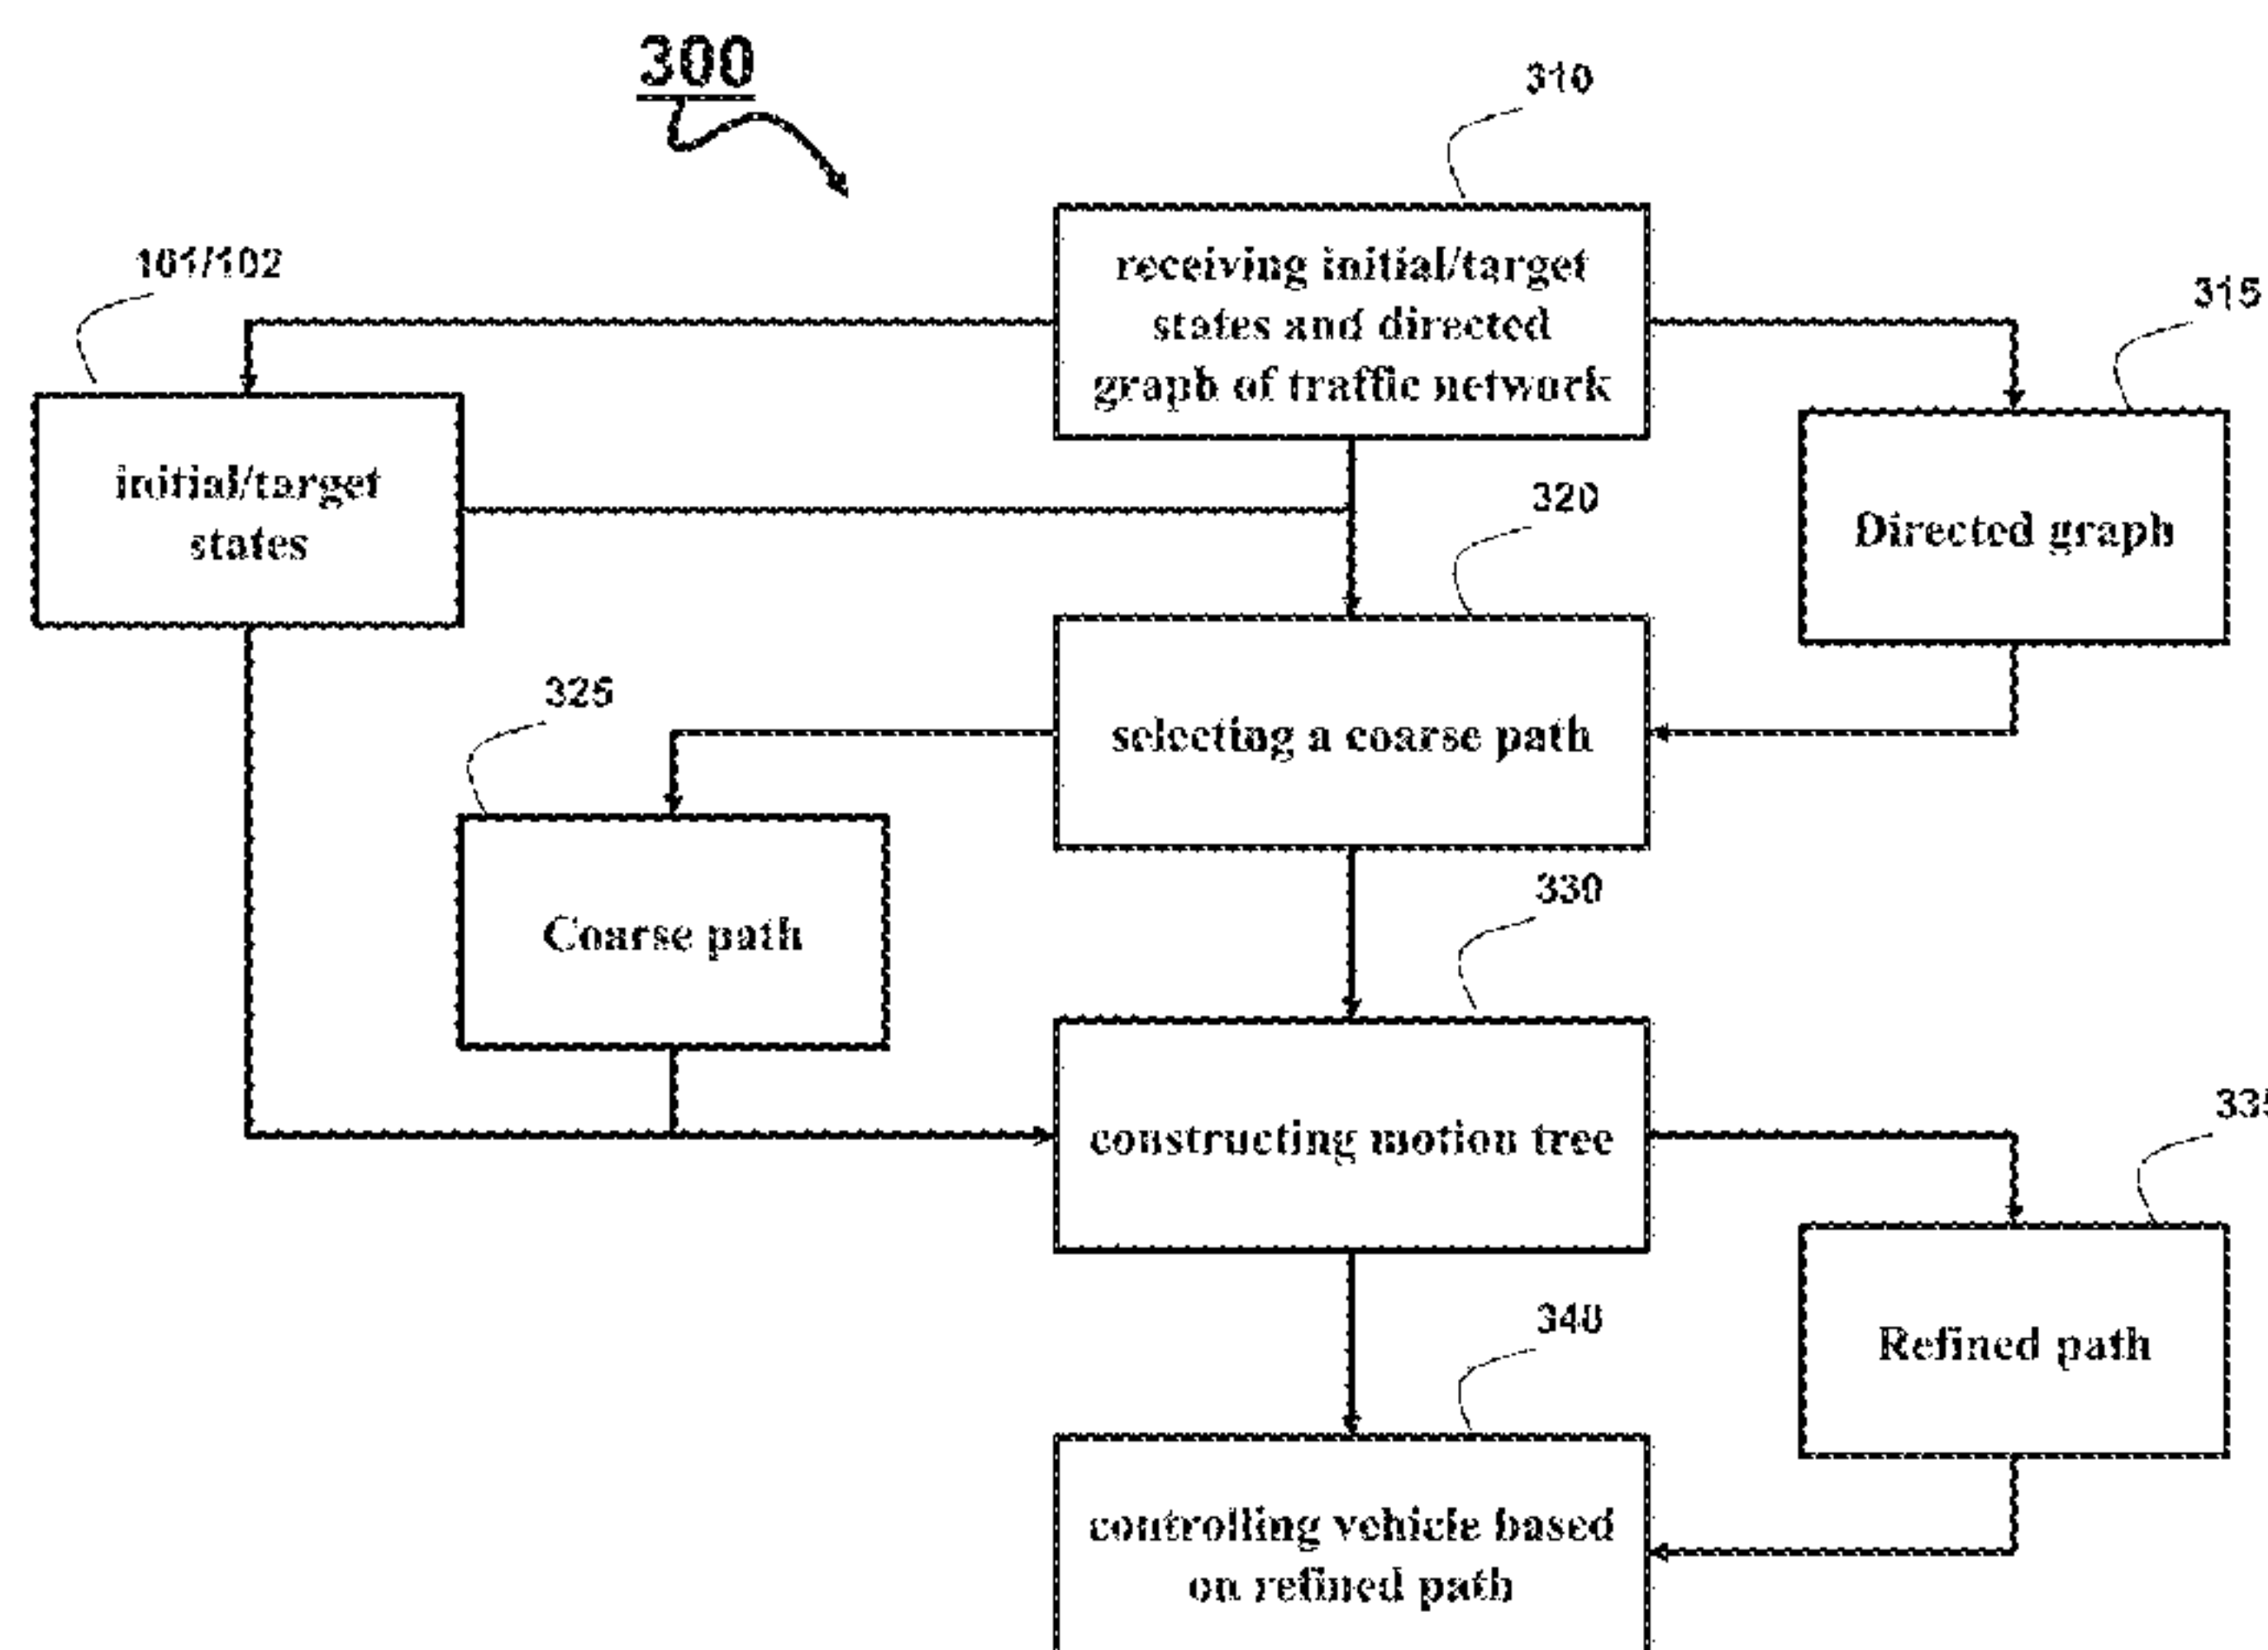 300
310
receiving initial/target
states and directed
graph of traffic network
101/102
initial/target
states
315
Directed graph
320
selecting a coarse path
325
Coarse path
330
constructing motion tree
335
Refined path
340
controlling vehicle based
on refined path